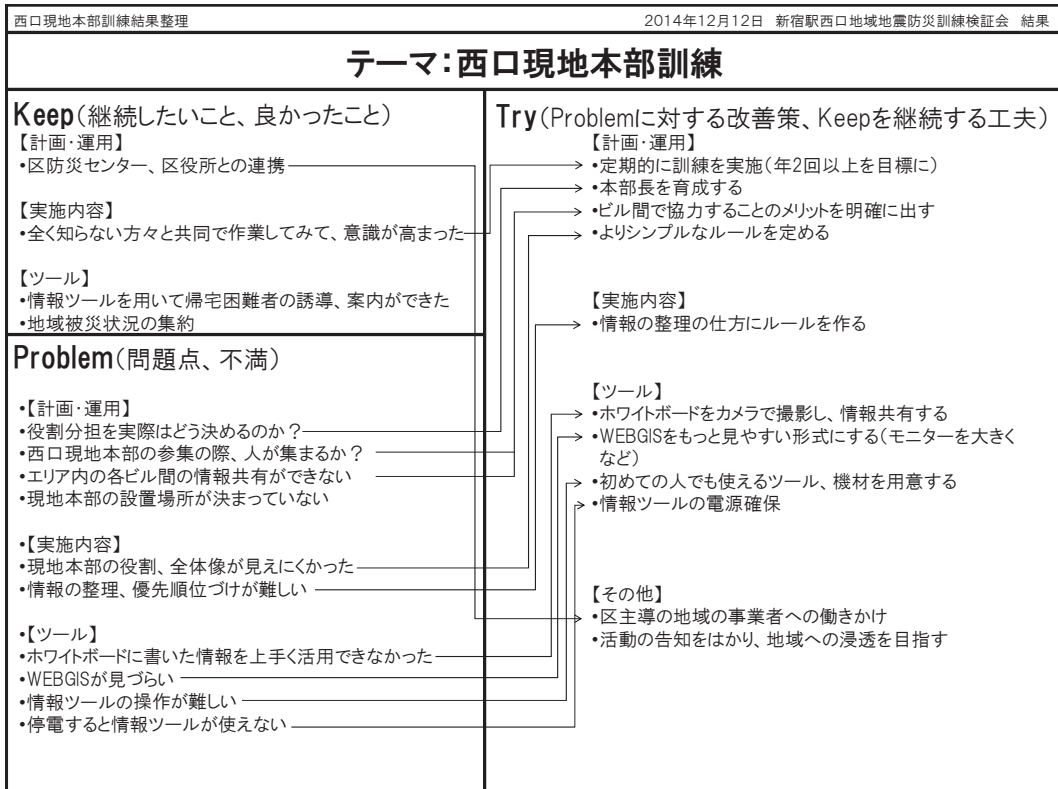 西口現地本部訓練結果整理
2014年12月12日 新宿駅西口地域地震防災訓練検証会 結果
テーマ:西口現地本部訓練
Keep(継続したいこと、良かったこと)
【計画・運用】
•区防災センター、区役所との連携
【実施内容】
•全く知らない方々と共同で作業してみて、意識が高まった
【ツール】
•情報ツールを用いて帰宅困難者の誘導、案内ができた
•地域被災状況の集約
Problem(問題点、不満)
•【計画・運用】
•役割分担を実際はどう決めるのか?
•西口現地本部の参集の際、人が集まるか?
•エリア内の各ビル間の情報共有ができない
•現地本部の設置場所が決まっていない
•【実施内容】
•現地本部の役割、全体像が見えにくかった
•情報の整理、優先順位づけが難しい
•【ツール】
•ホワイトボードに書いた情報を上手く活用できなかった
•WEBGISが見づらい
•情報ツールの操作が難しい
•停電すると情報ツールが使えない
Try(Problemに対する改善策、Keepを継続する工夫)
【計画・運用】
•定期的に訓練を実施(年2回以上を目標に)
•本部長を育成する
•ビル間で協力することのメリットを明確に出す
•よりシンプルなルールを定める
【実施内容】
•情報の整理の仕方にルールを作る
【ツール】
•ホワイトボードをカメラで撮影し、情報共有する
•WEBGISをもっと見やすい形式にする(モニターを大きく
など)
•初めての人でも使えるツール、機材を用意する
•情報ツールの電源確保
【その他】
•区主導の地域の事業者への働きかけ
•活動の告知をはかり、地域への浸透を目指す